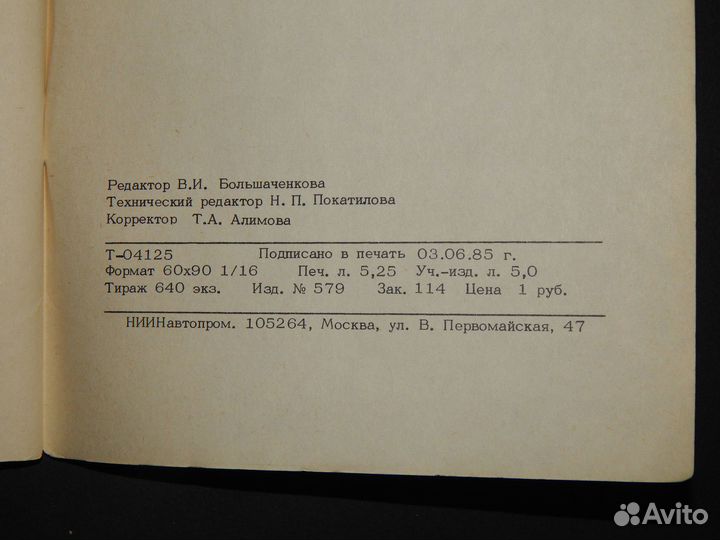 Редактор В.И. Большаченкова
Технический редактор Н. П. Покатилова
Корректор Т.А. Алимова
Т-04125 Подписано в печать 03.06.85 г.
Формат 60х90 1/16 Печ. л. 5,25 Уч.-изд. л. 5,0
Тираж 640 экз. Изд. № 579 Зак. 114 Цена 1 руб.
НИИНавтопром. 105264, Москва, ул. В. Первомайская, 47
Avito